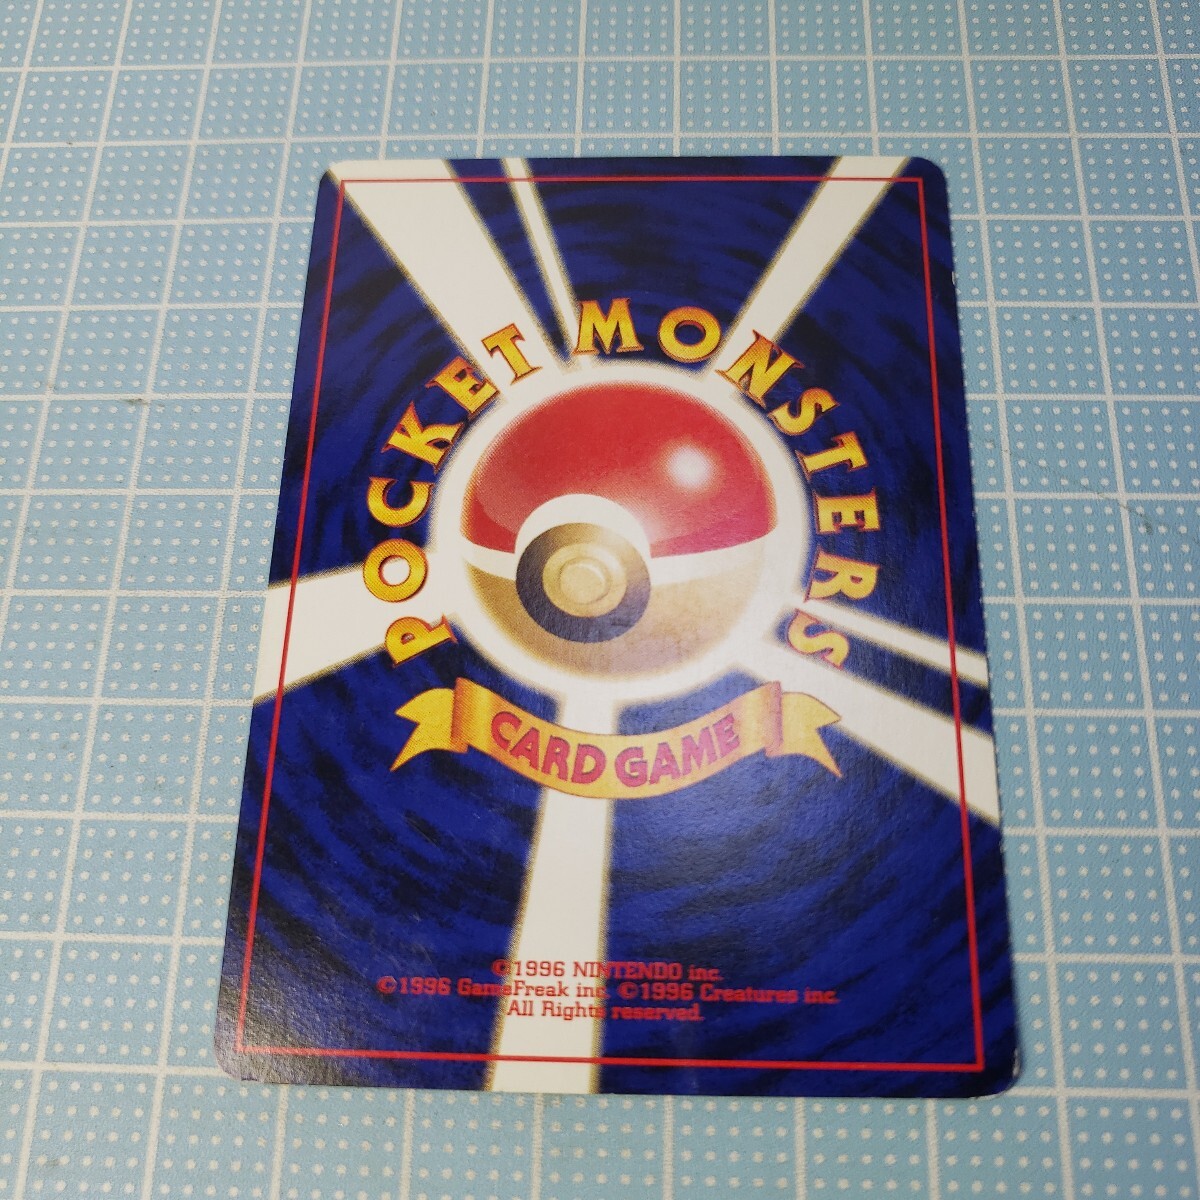 POCKET MONSTERS
CARD GAME
©1996 NINTENDO inc.
©1996 GameFreak inc. ©1996 Creatures inc.
All Rights reserved.